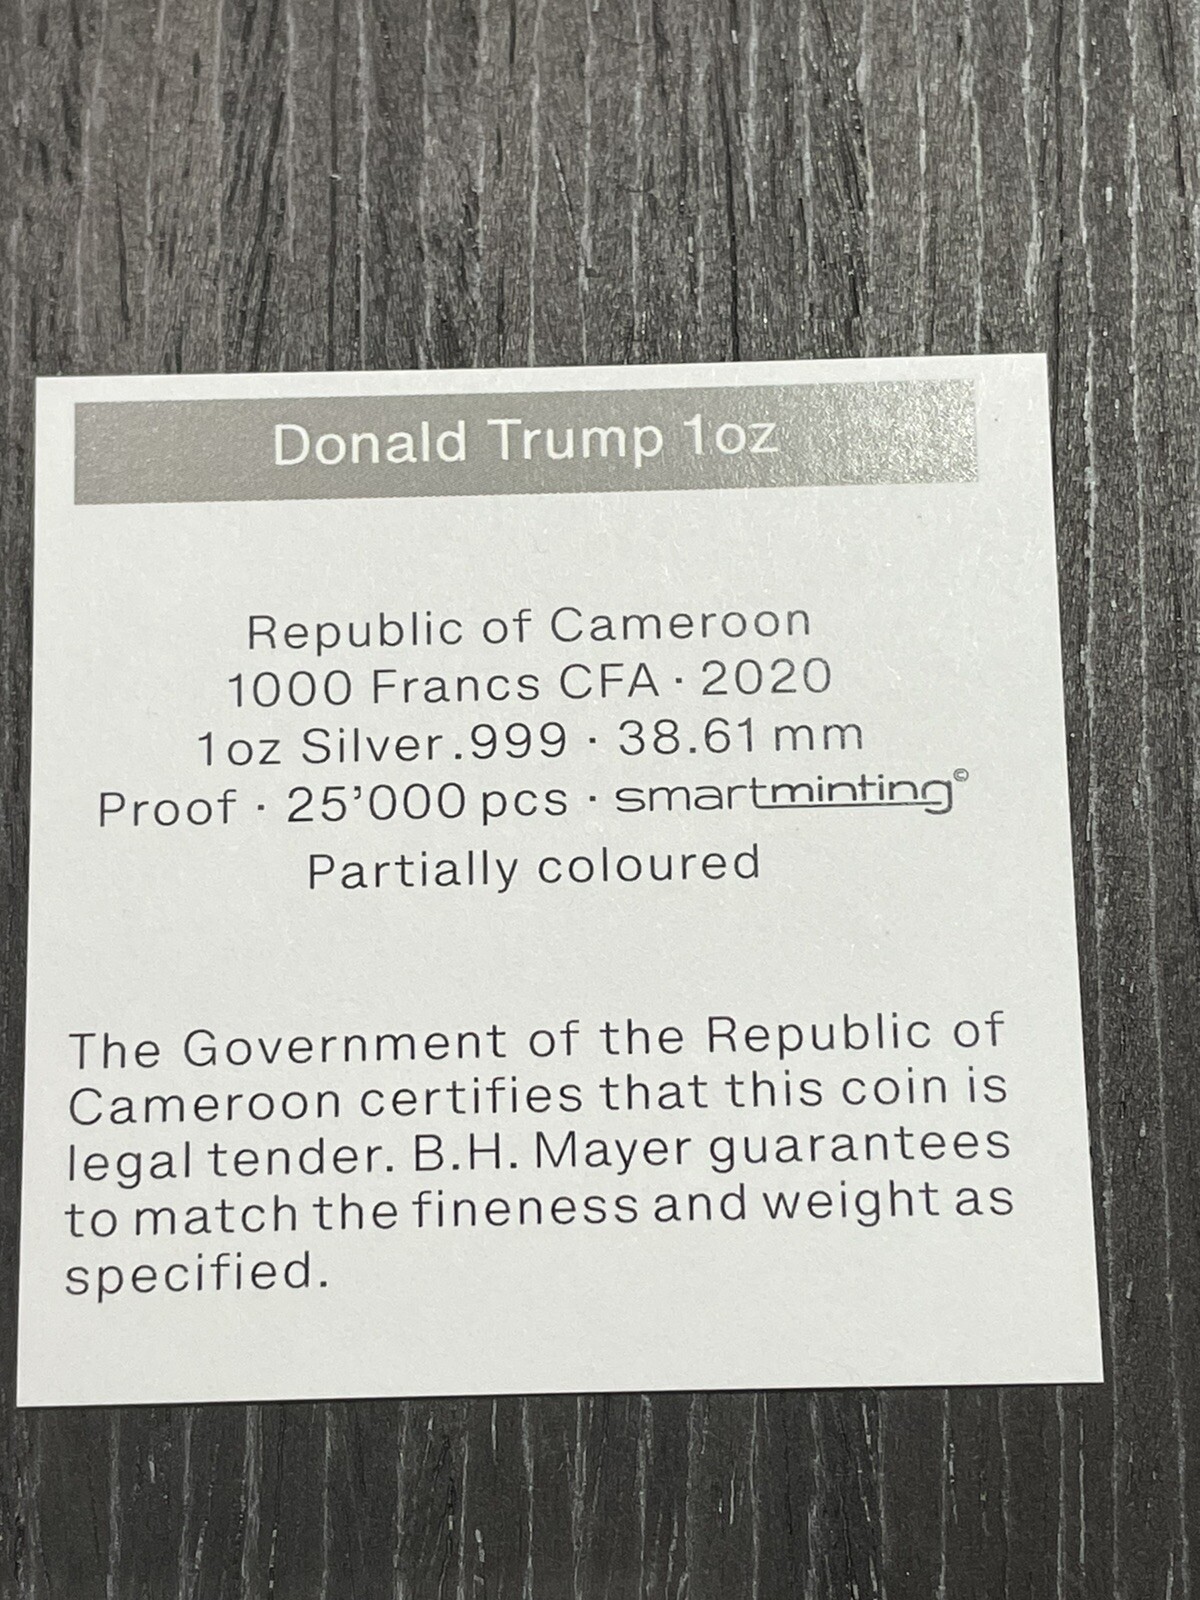 Donald Trump 1oz
Republic of Cameroon
1000 Francs CFA · 2020
1oz Silver .999 · 38.61 mm
Proof · 25'000 pcs · smartminting©
Partially coloured
The Government of the Republic of
Cameroon certifies that this coin is
legal tender. B.H. Mayer guarantees
to match the fineness and weight as
specified.